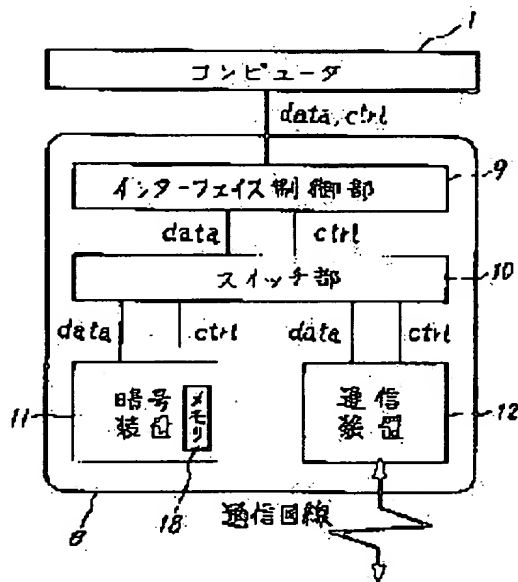 1
コンピュータ
data, ctrl
インターフェイス制御部
9
data
ctrl
スイッチ部
10
data
ctrl
data
ctrl
11
暗号
装置
メモリ
通信
装置
12
8
18
通信回線